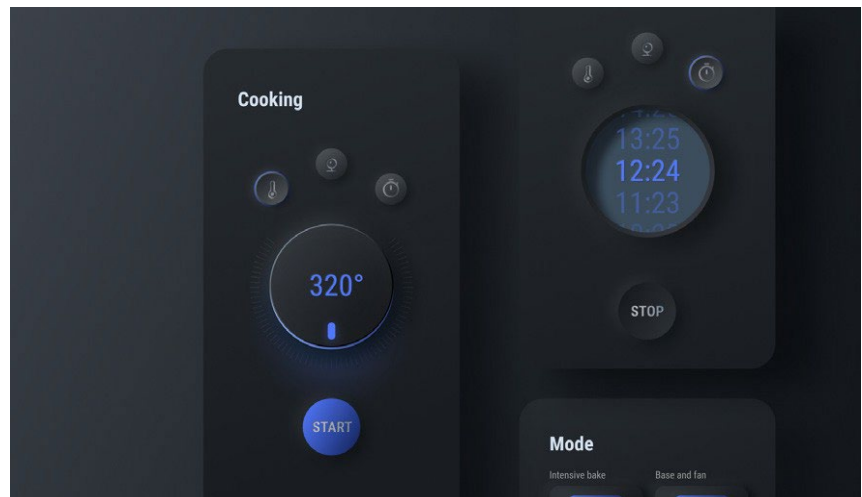 Cooking
320°
START
13:25
12:24
11:23
STOP
Mode
Intensive bake
Base and fan